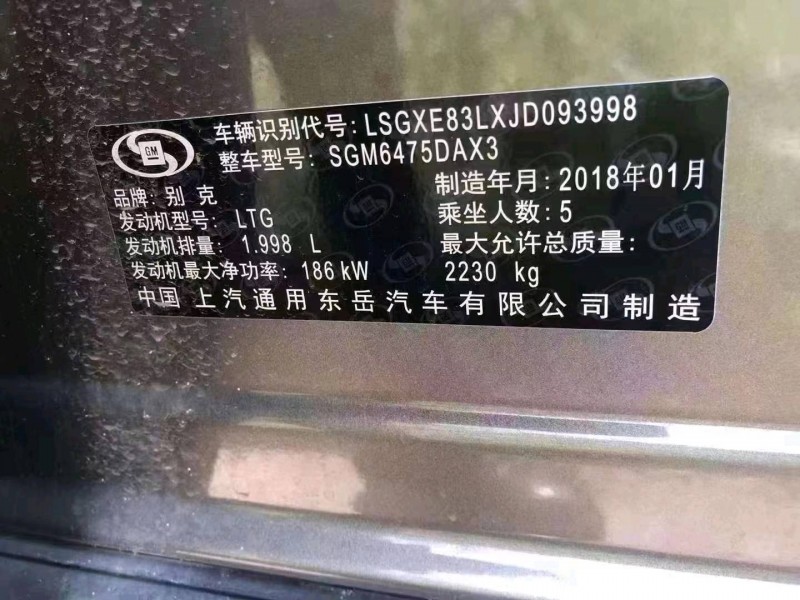 GM
车辆识别代号: LSGXE83LXJD093998
整车型号: SGM6475DAX3
品牌: 别克
制造年月: 2018年01月
发动机型号: LTG
乘坐人数: 5
发动机排量: 1.998 L
最大允许总质量:
发动机最大净功率: 186 kW
2230 kg
中国 上汽通用东岳汽车有限公司制造